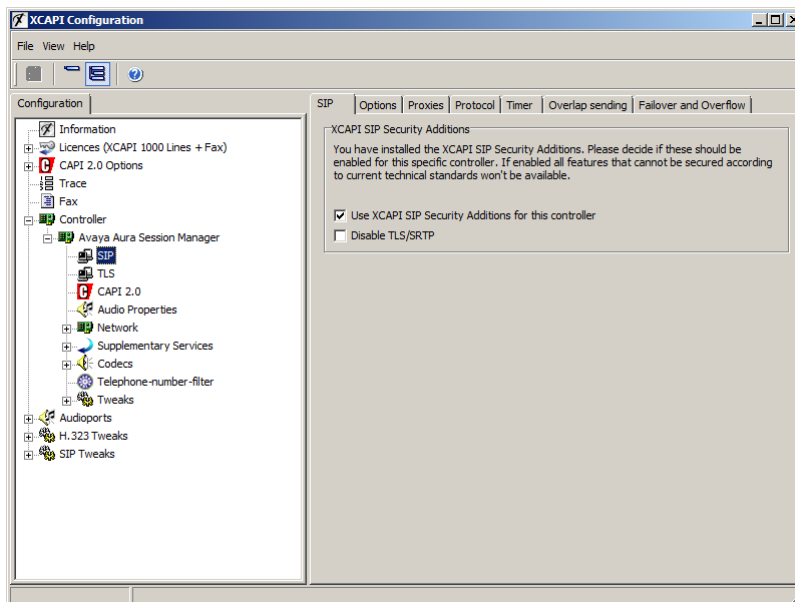 XCAPI Configuration
File View Help
Configuration
Information
Licences (XCAPI 1000 Lines + Fax)
CAPI 2.0 Options
Trace
Fax
Controller
Avaya Aura Session Manager
SIP
TLS
CAPI 2.0
Audio Properties
Network
Supplementary Services
Codecs
Telephone-number-filter
Tweaks
Audioports
H.323 Tweaks
SIP Tweaks
SIP Options Proxies Protocol Timer Overlap sending Failover and Overflow
XCAPI SIP Security Additions
You have installed the XCAPI SIP Security Additions. Please decide if these should be
enabled for this specific controller. If enabled all features that cannot be secured according
to current technical standards won't be available.
Use XCAPI SIP Security Additions for this controller
Disable TLS/SRTP